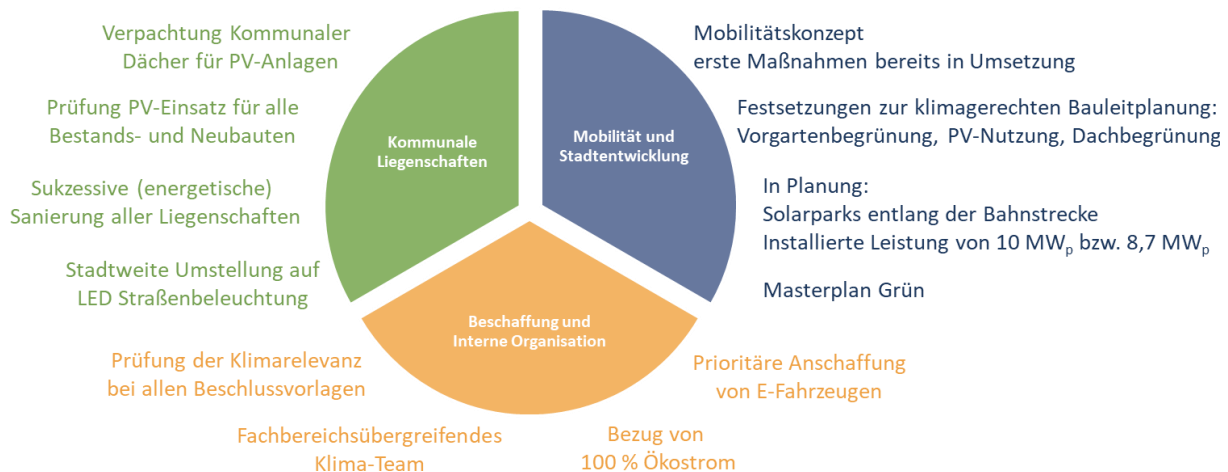 Verpachtung Kommunaler
Dächer für PV-Anlagen
Prüfung PV-Einsatz für alle
Bestands- und Neubauten
Sukzessive (energetische)
Sanierung aller Liegenschaften
Stadtweite Umstellung auf
LED Straßenbeleuchtung
Kommunale
Liegenschaften
Mobilität und
Stadtentwicklung
Mobilitätskonzept
erste Maßnahmen bereits in Umsetzung
Festsetzungen zur klimagerechten Bauleitplanung:
Vorgartenbegrünung, PV-Nutzung, Dachbegrünung
In Planung:
Solarparks entlang der Bahnstrecke
Installierte Leistung von 10 MWp bzw. 8,7 MWp
Masterplan Grün
Beschaffung und
Interne Organisation
Prüfung der Klimarelevanz
bei allen Beschlussvorlagen
Fachbereichsübergreifendes
Klima-Team
Bezug von
100 % Ökostrom
Prioritäre Anschaffung
von E-Fahrzeugen